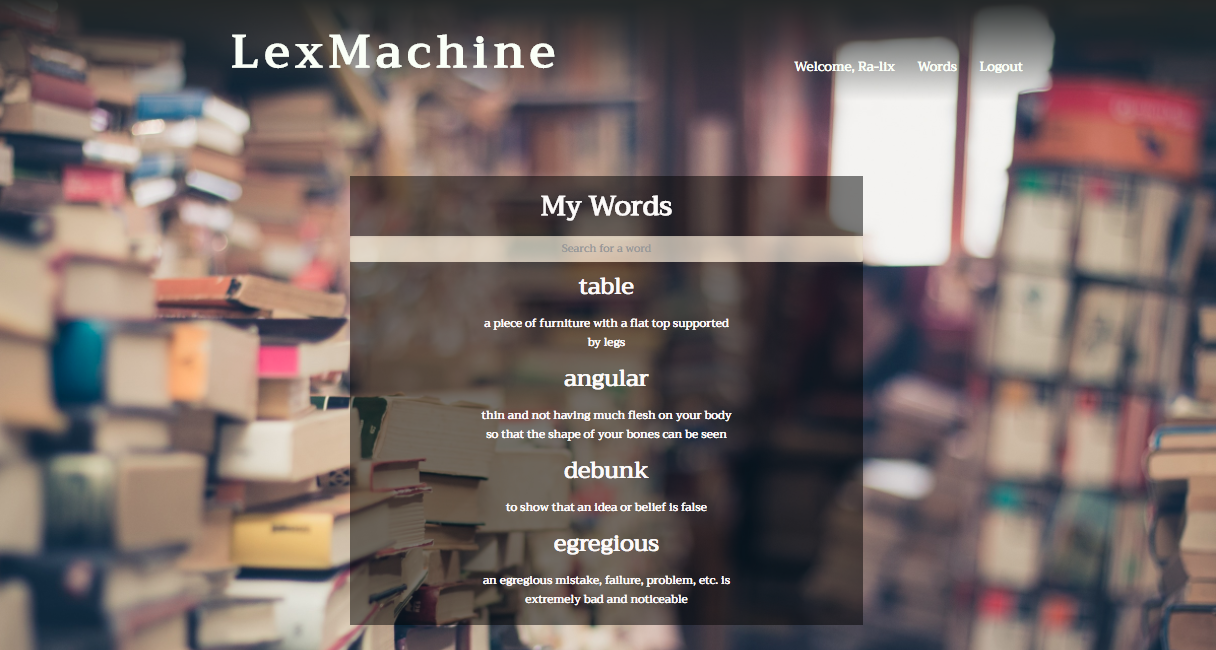 LexMachine
Welcome, Ra-lix Words Logout
My Words
Search for a word
table
a piece of furniture with a flat top supported
by legs
angular
thin and not having much flesh on your body
so that the shape of your bones can be seen
debunk
to show that an idea or belief is false
egregious
an egregious mistake, failure, problem, etc. is
extremely bad and noticeable